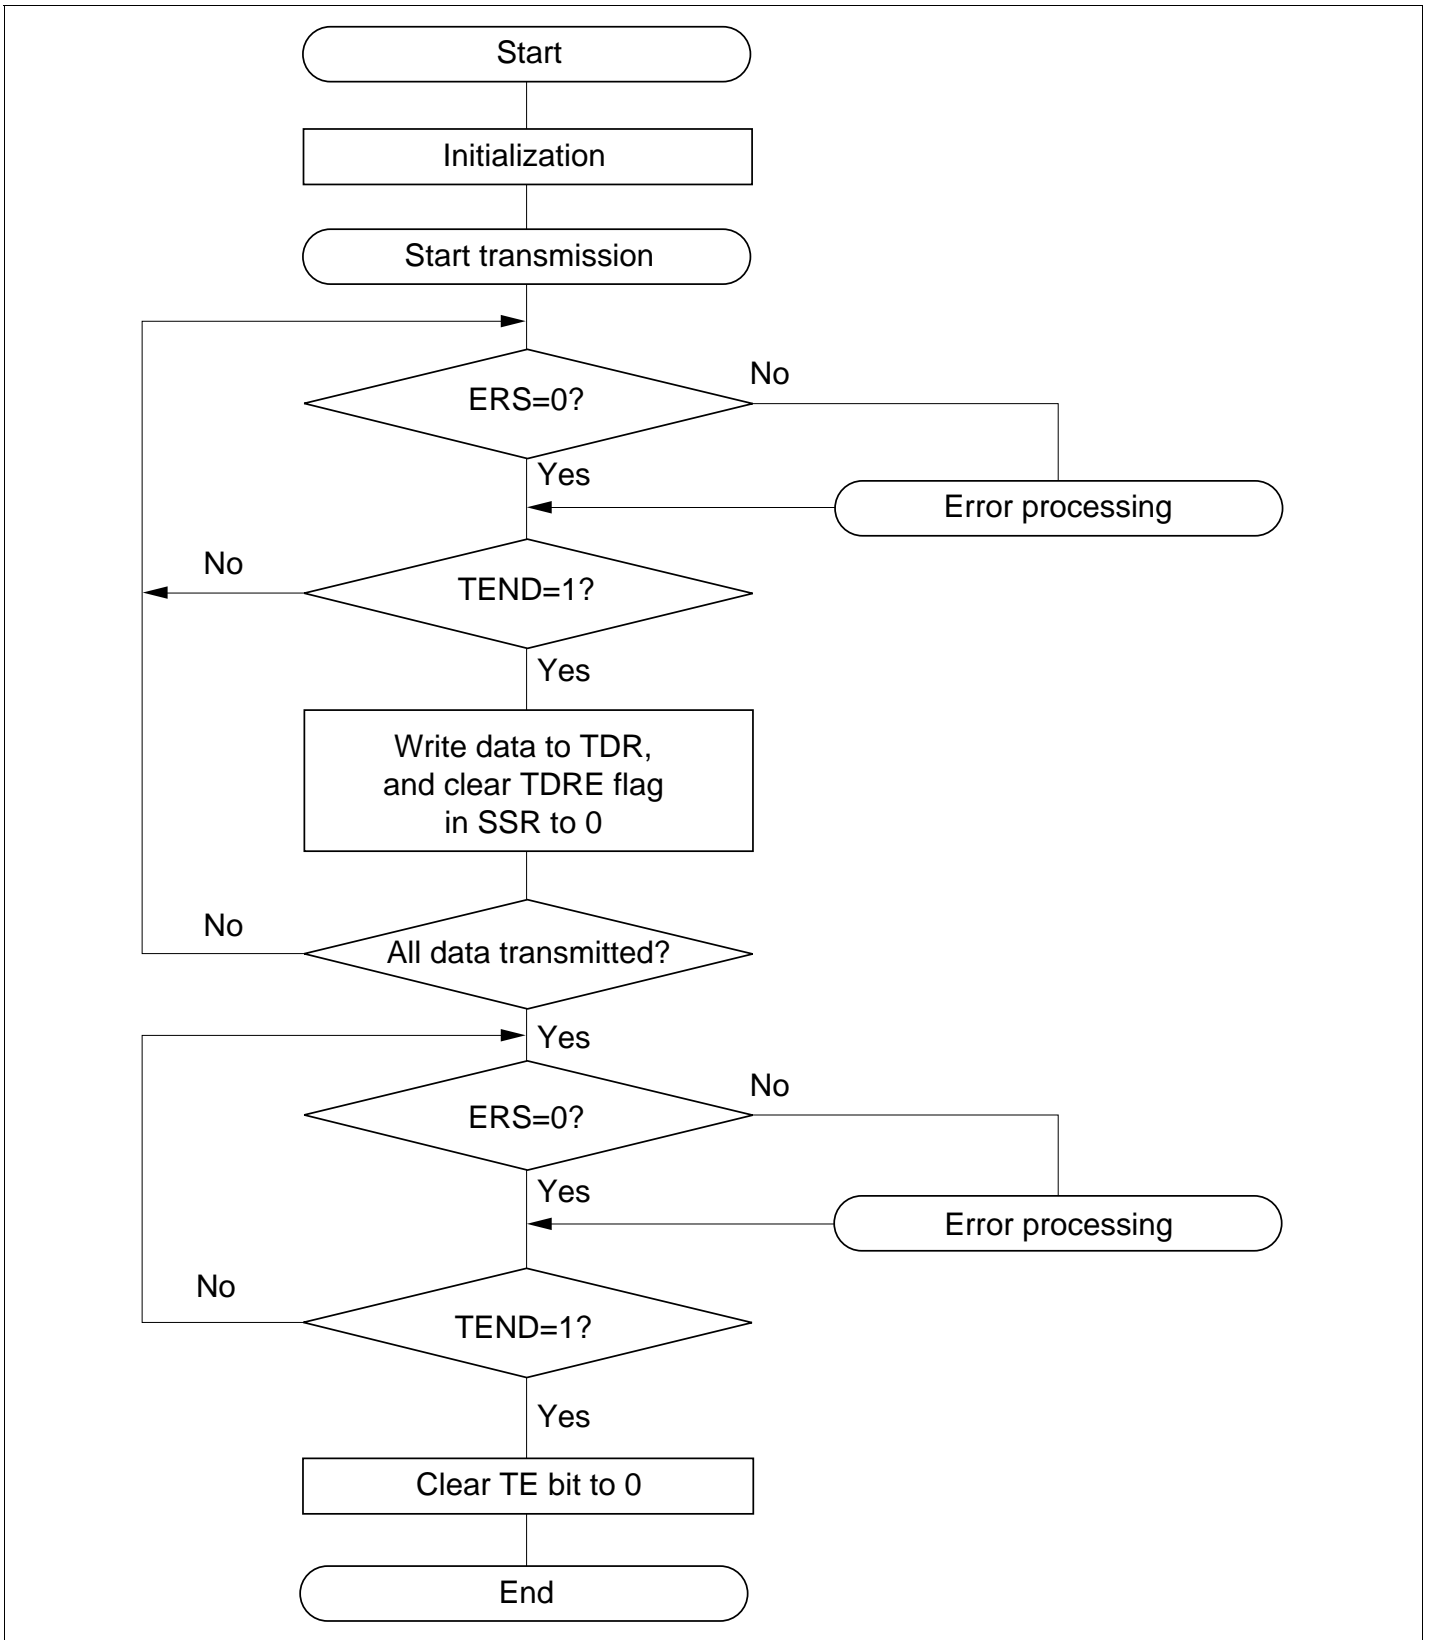 Start
Initialization
Start transmission
ERS=0?
No
Yes
Error processing
No
TEND=1?
Yes
Write data to TDR,
and clear TDRE flag
in SSR to 0
No
All data transmitted?
Yes
ERS=0?
No
Yes
Error processing
No
TEND=1?
Yes
Clear TE bit to 0
End